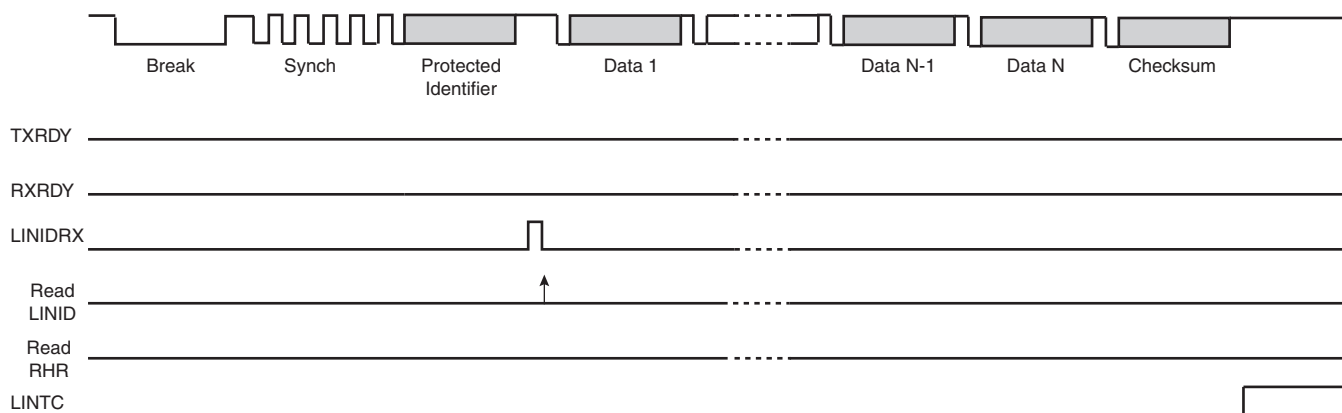 Break Synch Protected Identifier Data 1 Data N-1 Data N Checksum
TXRDY
RXRDY
LINIDRX
Read
LINID
Read
RHR
LINTC